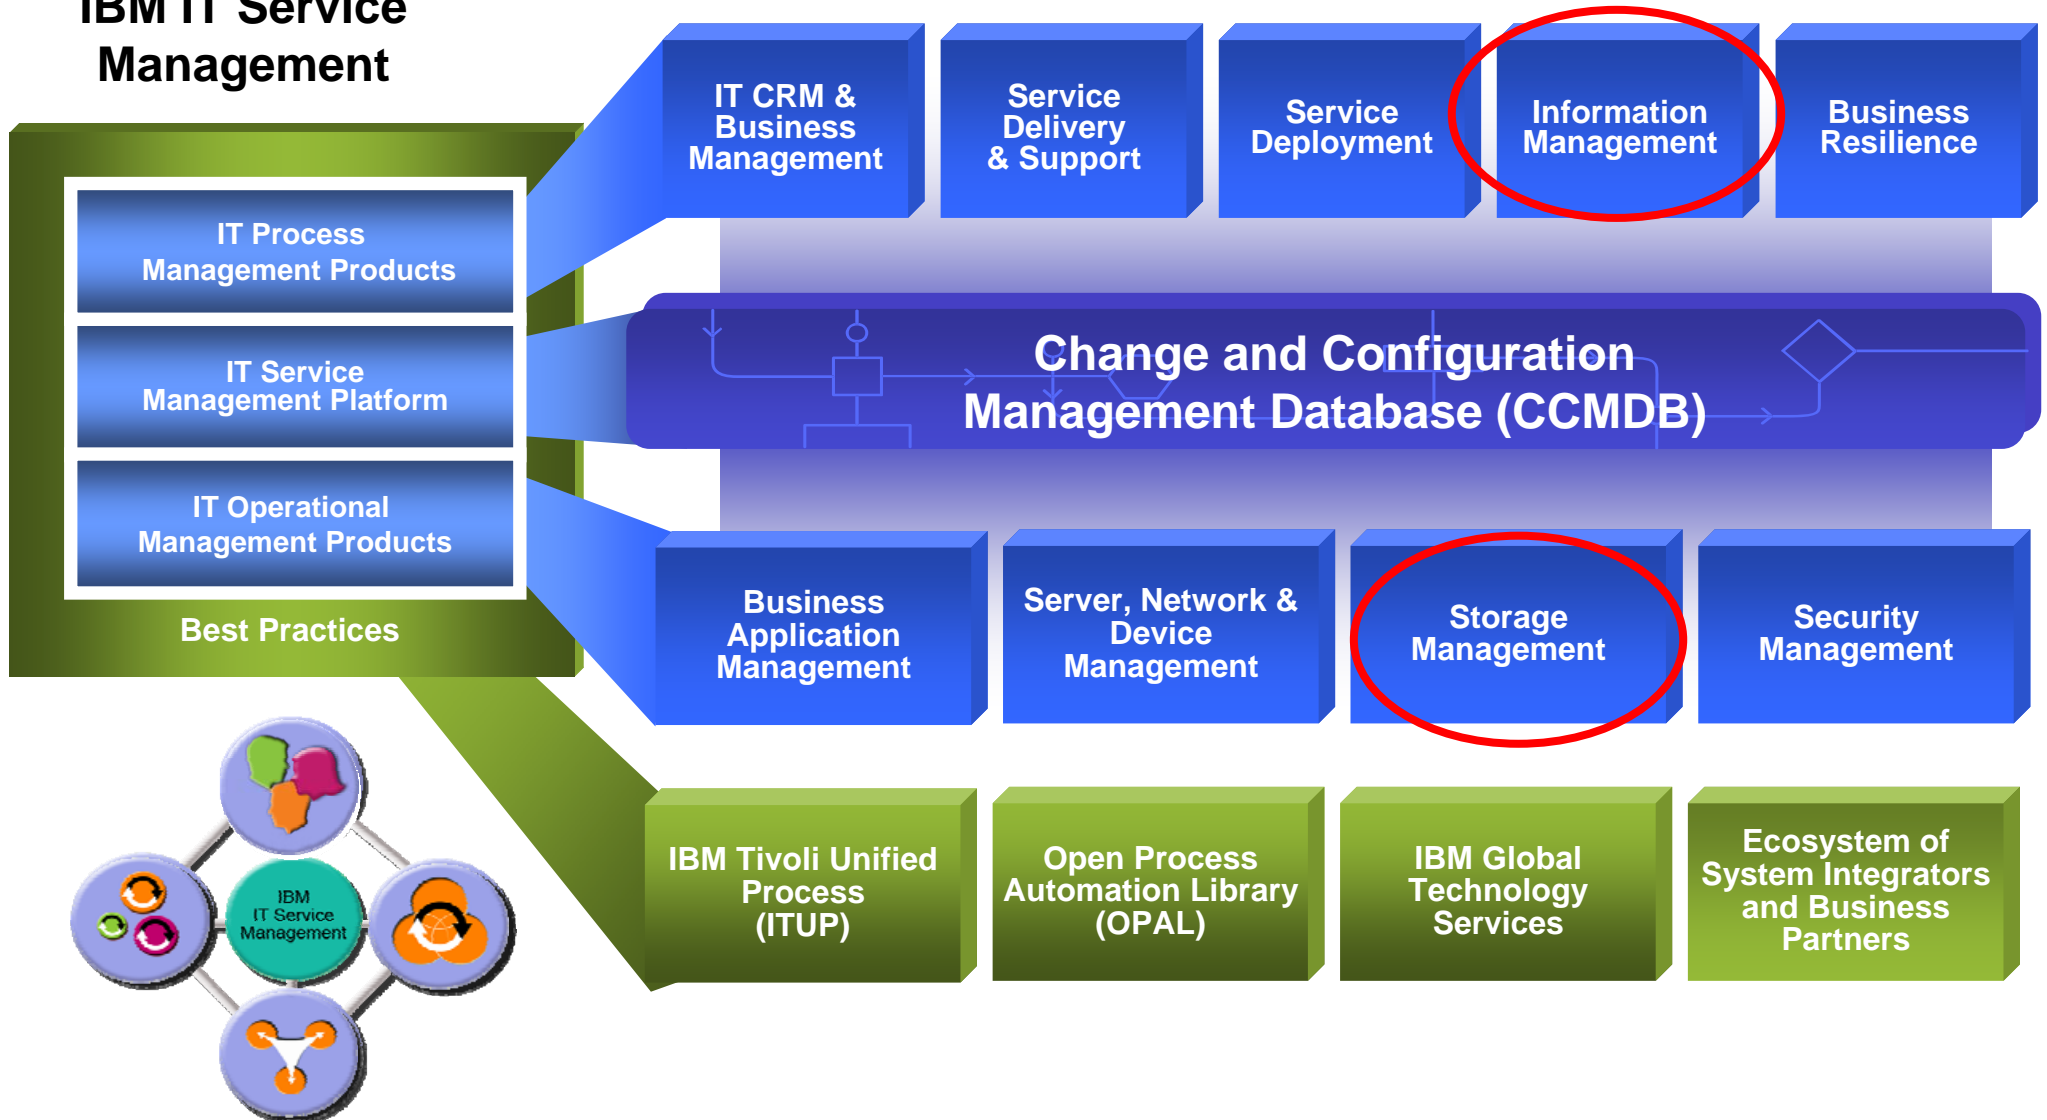 IBM IT Service
Management
IT Process
Management Products
IT Service
Management Platform
IT Operational
Management Products
Best Practices
IT CRM &
Business
Management
Service
Delivery
& Support
Service
Deployment
Information
Management
Business
Resilience
Change and Configuration
Management Database (CCMDB)
Business
Application
Management
Server, Network &
Device
Management
Storage
Management
Security
Management
IBM Tivoli Unified
Process
(ITUP)
Open Process
Automation Library
(OPAL)
IBM Global
Technology
Services
Ecosystem of
System Integrators
and Business
Partners
IBM
IT Service
Management